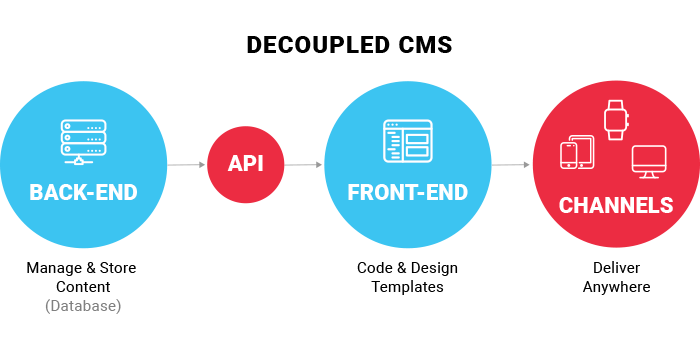 DECOUPLED CMS
BACK-END
API
FRONT-END
CHANNELS
Manage & Store
Content
(Database)
Code & Design
Templates
Deliver
Anywhere